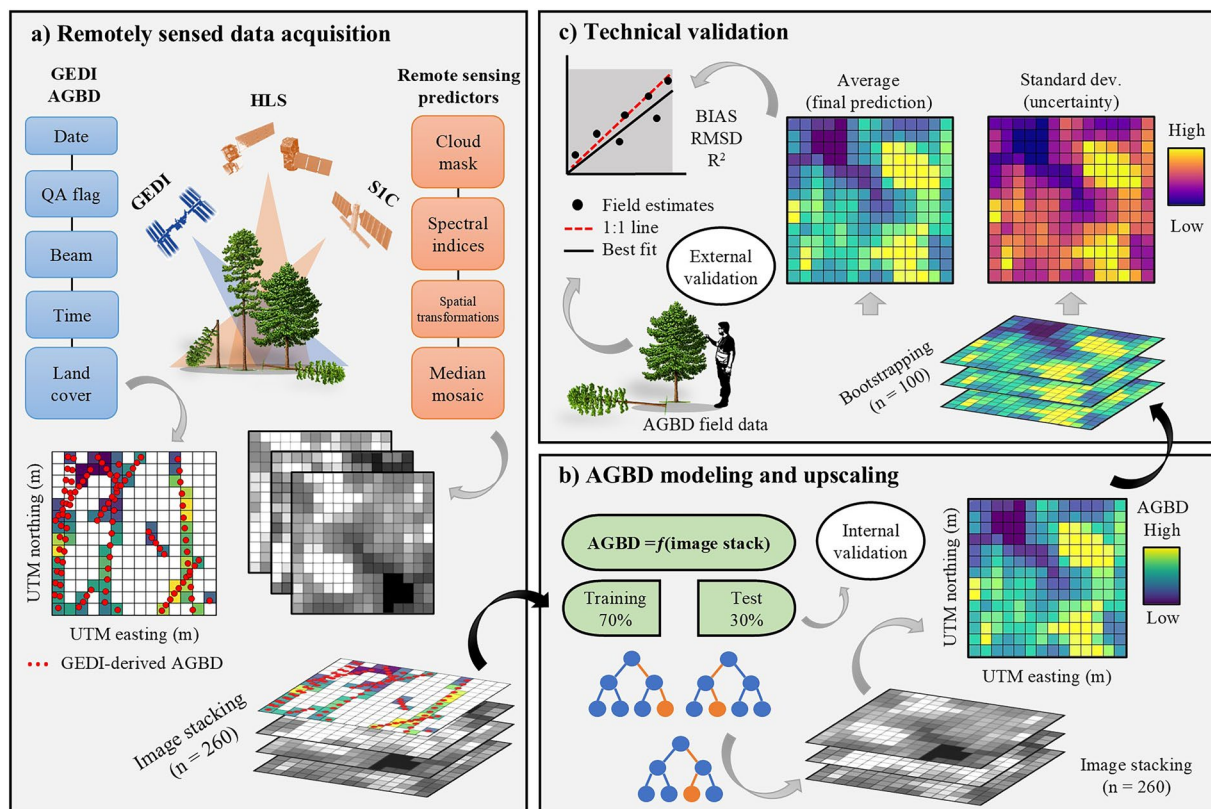 a) Remotely sensed data acquisition
GEDI
AGBD
Date
QA flag
Beam
Time
Land
cover
HLS
GEDI
S1C
Remote sensing
predictors
Cloud
mask
Spectral
indices
Spatial
transformations
Median
mosaic
UTM northing (m)
UTM easting (m)
GEDI-derived AGBD
Image stacking
(n = 260)
c) Technical validation
BIAS
RMSD
R²
Field estimates
1:1 line
Best fit
External
validation
AGBD field data
Average
(final prediction)
Standard dev.
(uncertainty)
High
Low
Bootstrapping
(n = 100)
b) AGBD modeling and upscaling
AGBD =f(image stack)
Training
70%
Test
30%
Internal
validation
UTM northing (m)
UTM easting (m)
AGBD
High
Low
Image stacking
(n = 260)